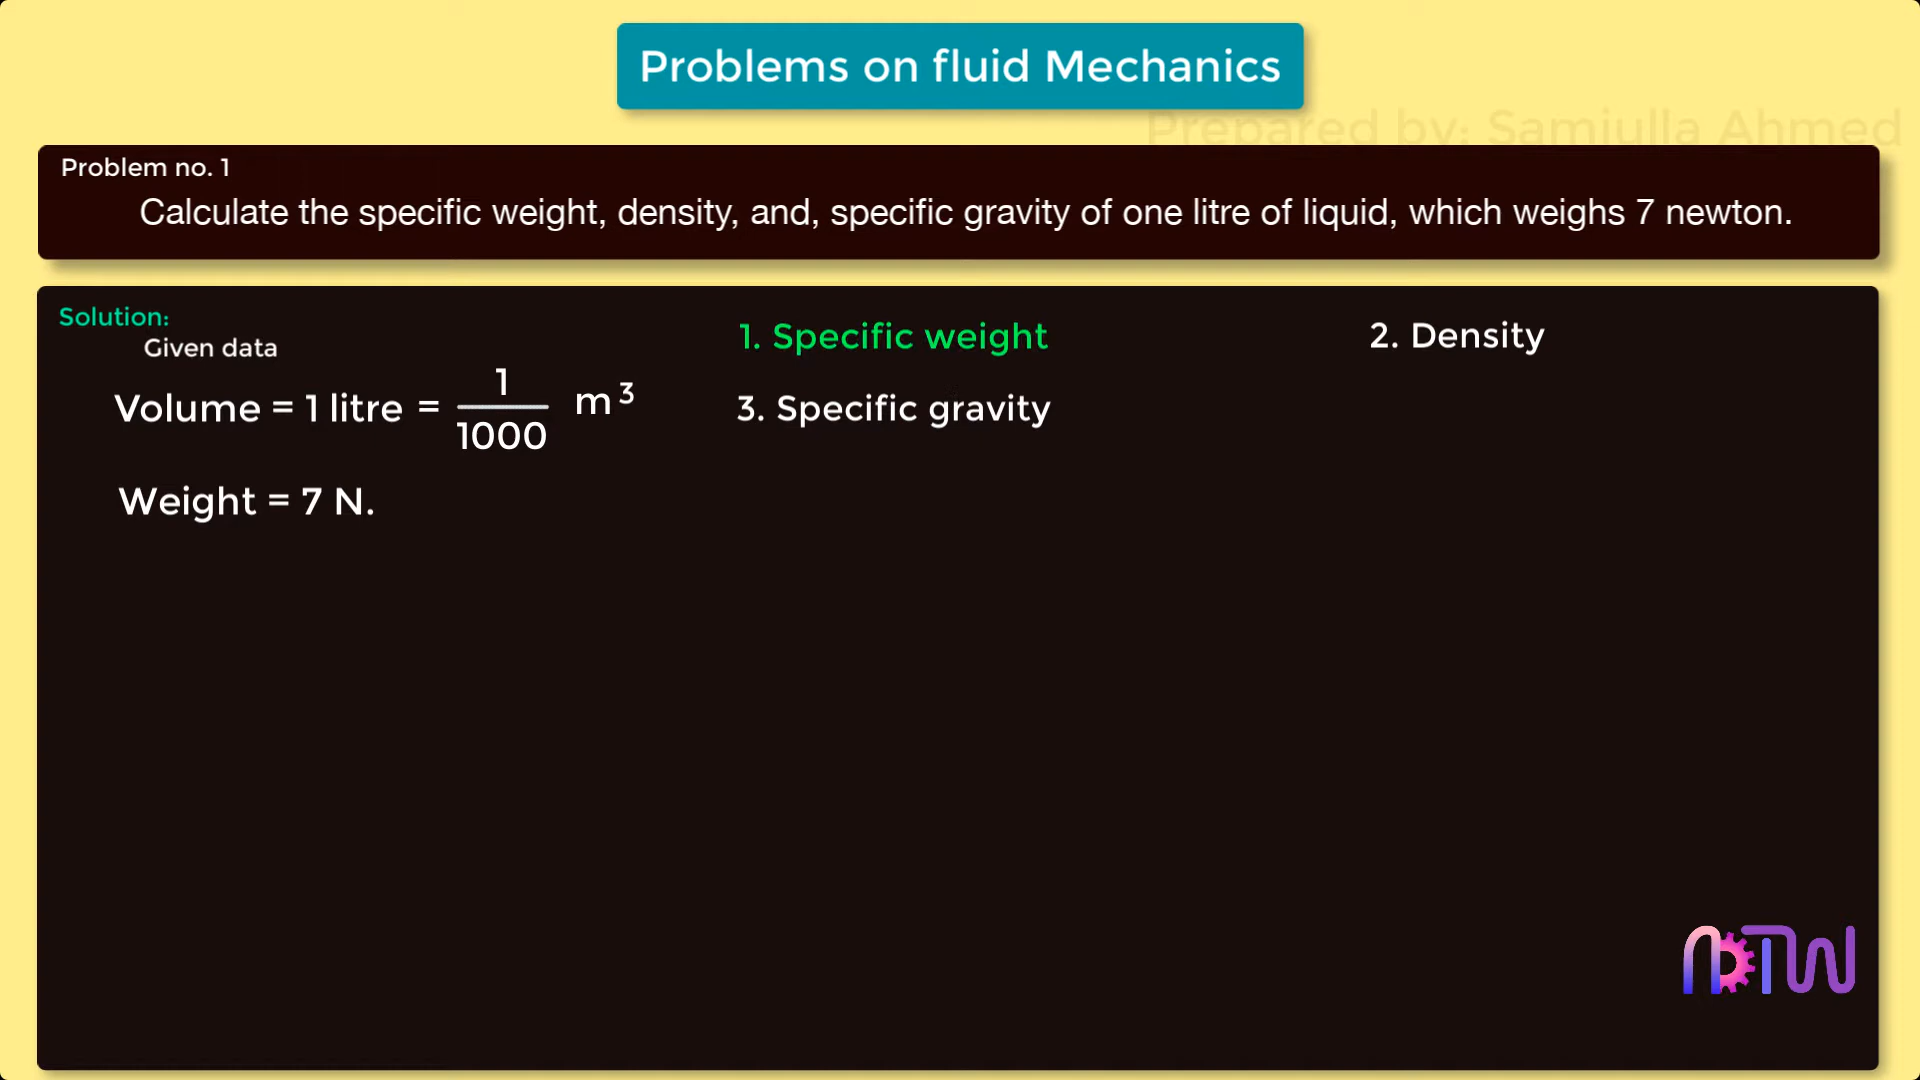 Problems on fluid Mechanics
Prepared by: Samiulla Ahmed
Problem no. 1
Calculate the specific weight, density, and, specific gravity of one litre of liquid, which weighs 7 newton.
Solution:
Given data
Volume = 1 litre = 1/1000 m³
Weight = 7 N.
1. Specific weight
2. Density
3. Specific gravity